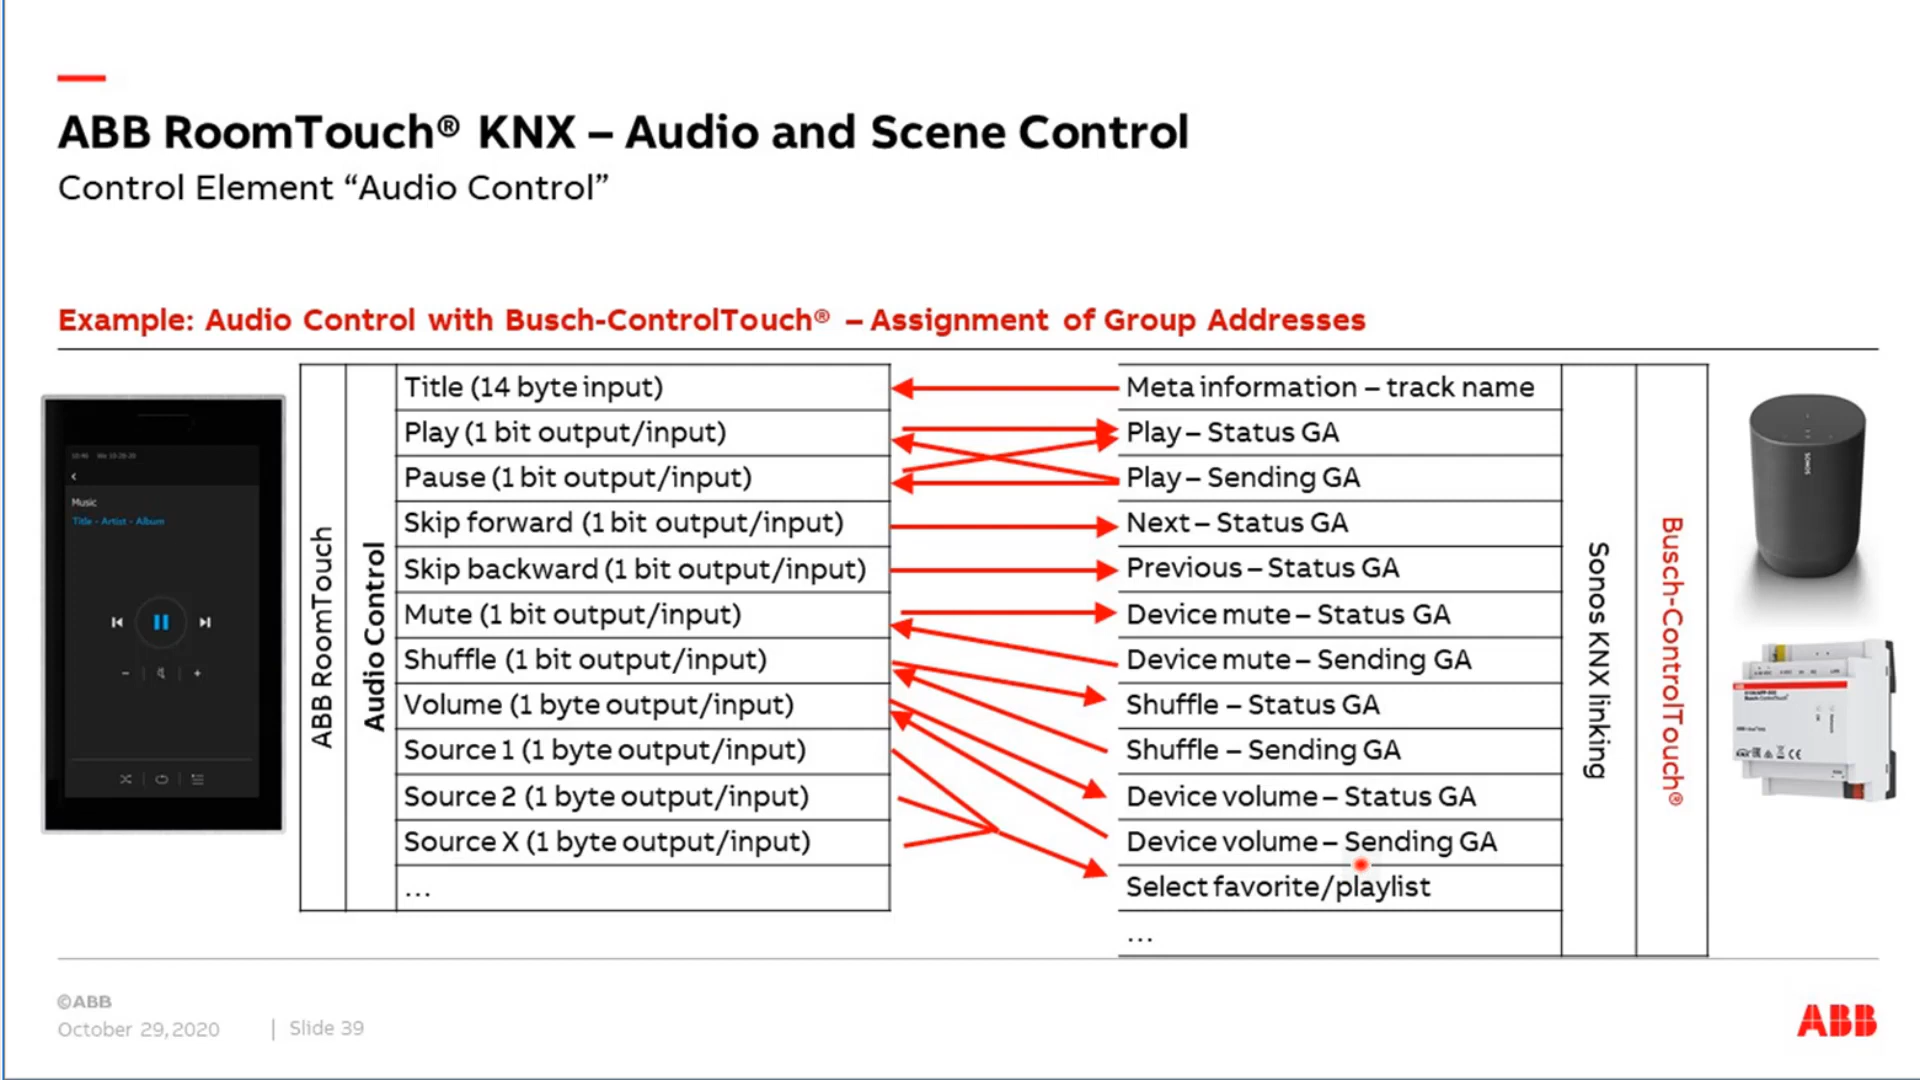 ABB RoomTouch® KNX – Audio and Scene Control
Control Element “Audio Control”
Example: Audio Control with Busch-ControlTouch® – Assignment of Group Addresses
Music
Title - Artist - Album
ABB RoomTouch
Audio Control
Title (14 byte input)
Play (1 bit output/input)
Pause (1 bit output/input)
Skip forward (1 bit output/input)
Skip backward (1 bit output/input)
Mute (1 bit output/input)
Shuffle (1 bit output/input)
Volume (1 byte output/input)
Source 1 (1 byte output/input)
Source 2 (1 byte output/input)
Source X (1 byte output/input)
...
Meta information – track name
Play – Status GA
Play – Sending GA
Next – Status GA
Previous – Status GA
Device mute – Status GA
Device mute – Sending GA
Shuffle – Status GA
Shuffle – Sending GA
Device volume – Status GA
Device volume – Sending GA
Select favorite/playlist
...
Sonos KNX linking
Busch-ControlTouch®
SONOS
©ABB
October 29, 2020 | Slide 39
ABB